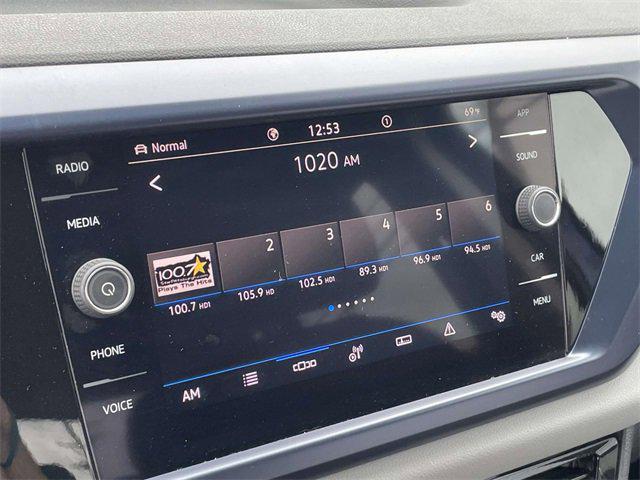 RADIO
MEDIA
PHONE
VOICE
Normal
12:53
1
69°F
1020 AM
100.7
Plays The Hits
2
3
4
5
6
100.7 HD1
105.9 HD
102.5 HD1
89.3 HD1
96.9 HD1
94.5 HD1
AM
APP
SOUND
CAR
MENU